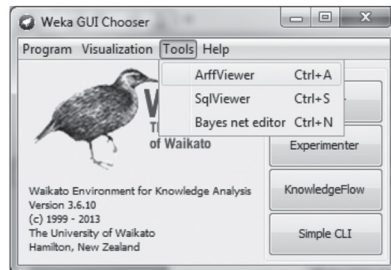 Weka GUI Chooser
Program Visualization Tools Help
ArffViewer Ctrl+A
SqlViewer Ctrl+S
Bayes net editor Ctrl+N
of Waikato
Experimenter
KnowledgeFlow
Simple CLI
Waikato Environment for Knowledge Analysis
Version 3.6.10
(c) 1999 - 2013
The University of Waikato
Hamilton, New Zealand